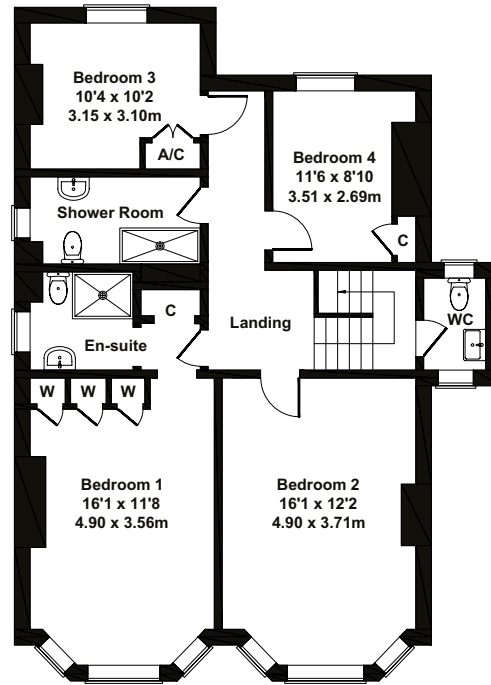 Bedroom 3
10'4 x 10'2
3.15 x 3.10m
A/C
Bedroom 4
11'6 x 8'10
3.51 x 2.69m
C
Shower Room
C
Landing
WC
En-suite
W W W
Bedroom 1
16'1 x 11'8
4.90 x 3.56m
Bedroom 2
16'1 x 12'2
4.90 x 3.71m